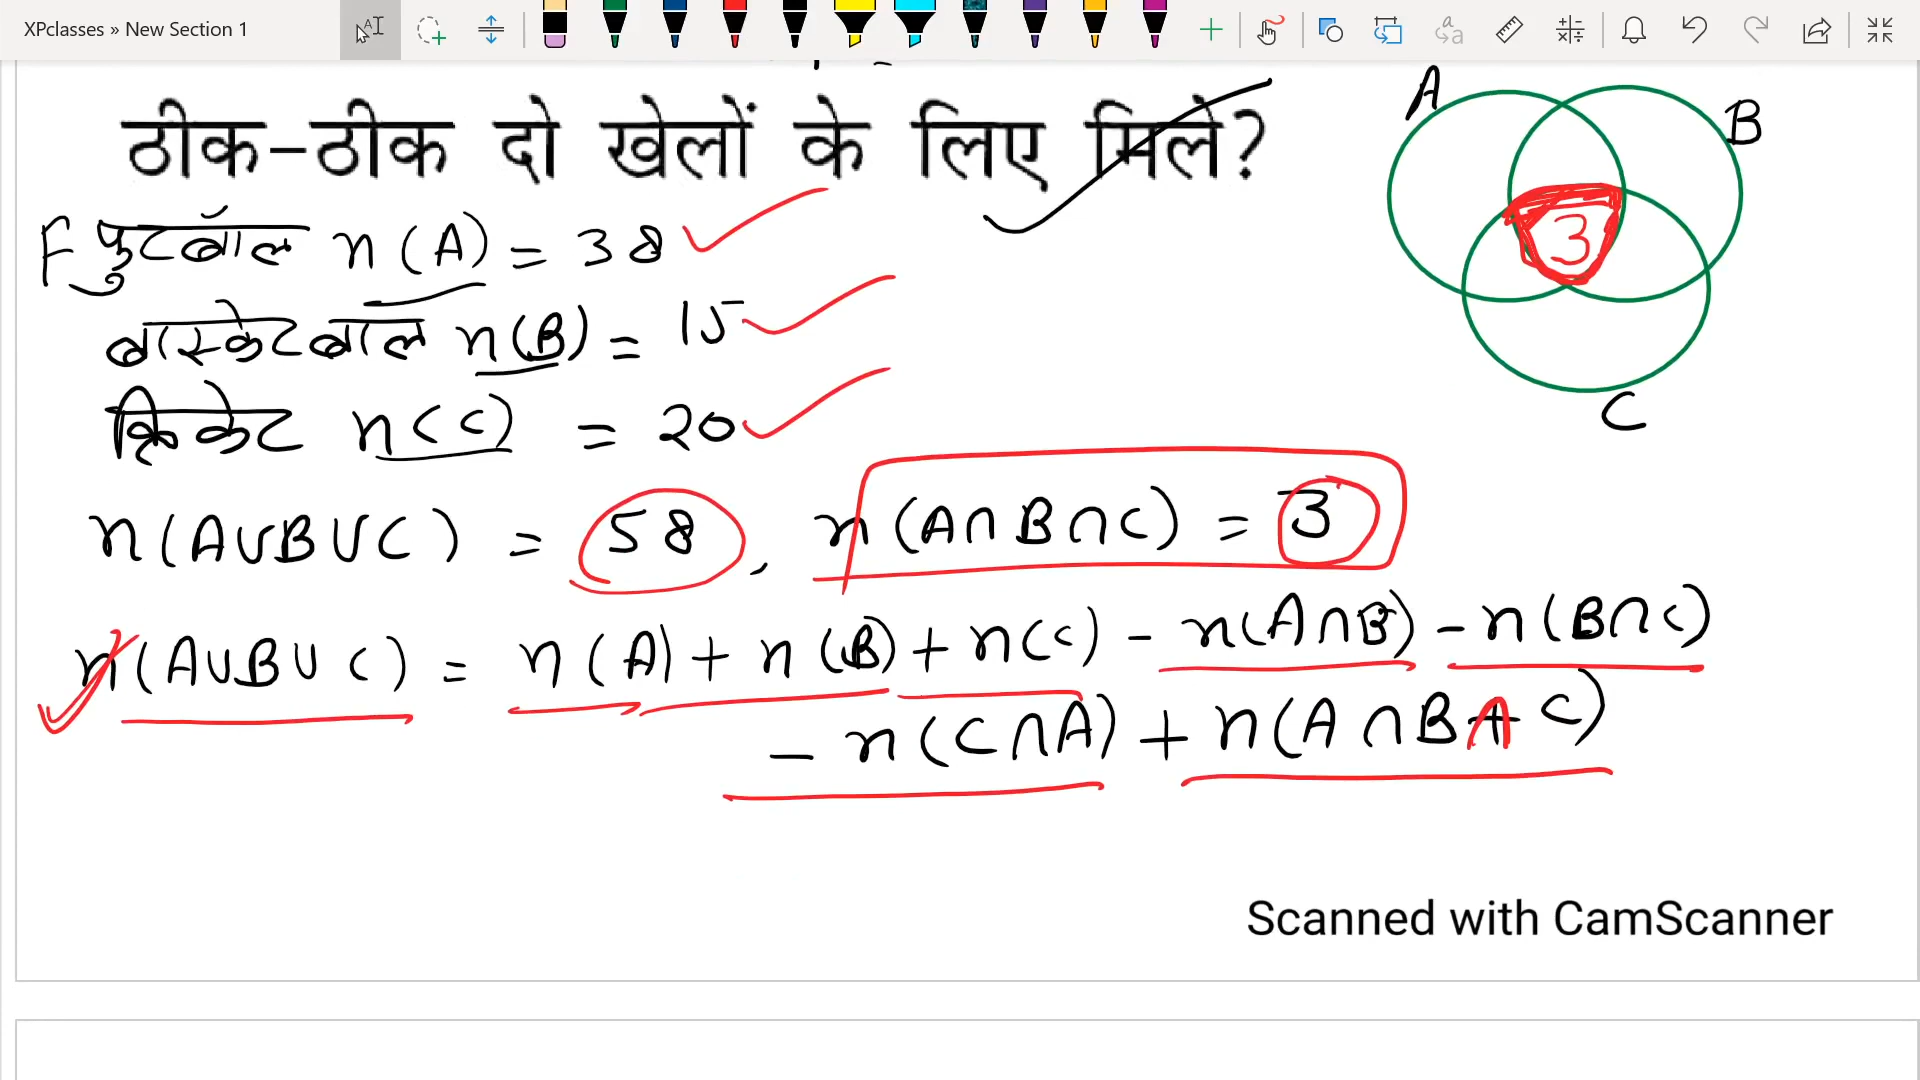 XPclasses » New Section 1
ठीक-ठीक दो खेलों के लिए मिले?
A
B
3
C
F फुटबॉल n(A) = 38
बास्केटबॉल n(B) = 15
क्रिकेट n(C) = 20
n(A∪B∪C) = 58, n(A∩B∩C) = 3
n(A∪B∪C) = n(A) + n(B) + n(C) - n(A∩B) - n(B∩C)
- n(C∩A) + n(A∩B∩C)
Scanned with CamScanner